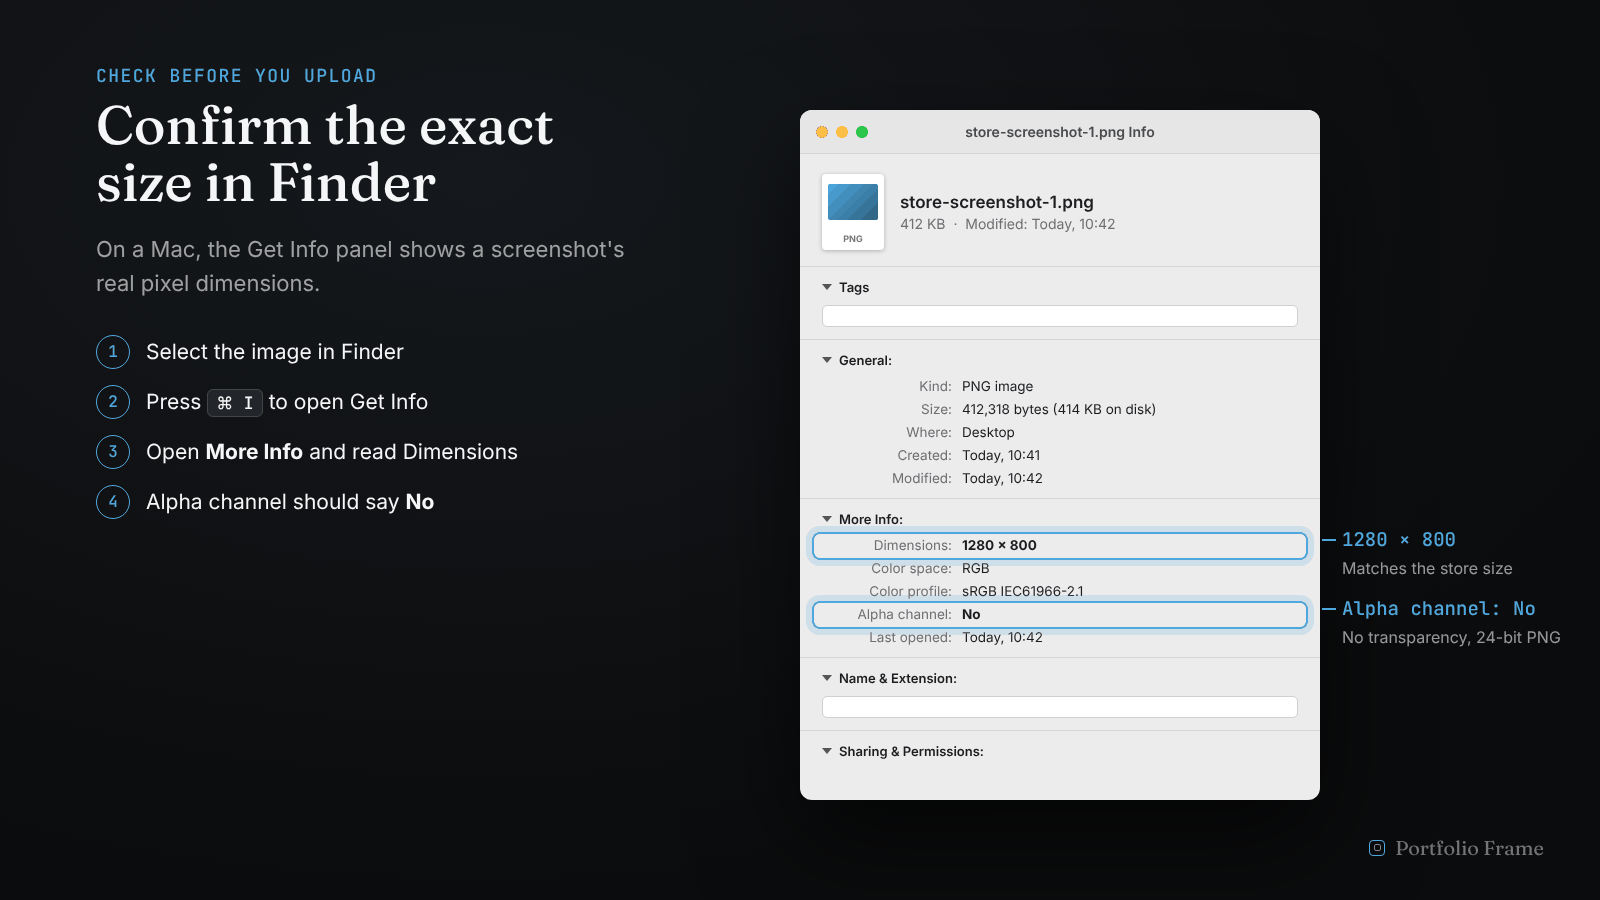 CHECK BEFORE YOU UPLOAD
Confirm the exact
size in Finder
On a Mac, the Get Info panel shows a screenshot's
real pixel dimensions.
1 Select the image in Finder
2 Press ⌘ I to open Get Info
3 Open More Info and read Dimensions
4 Alpha channel should say No
store-screenshot-1.png Info
PNG
store-screenshot-1.png
412 KB · Modified: Today, 10:42
Tags
General:
Kind: PNG image
Size: 412,318 bytes (414 KB on disk)
Where: Desktop
Created: Today, 10:41
Modified: Today, 10:42
More Info:
Dimensions: 1280 × 800
Color space: RGB
Color profile: sRGB IEC61966-2.1
Alpha channel: No
Last opened: Today, 10:42
Name & Extension:
Sharing & Permissions:
1280 × 800
Matches the store size
Alpha channel: No
No transparency, 24-bit PNG
Portfolio Frame